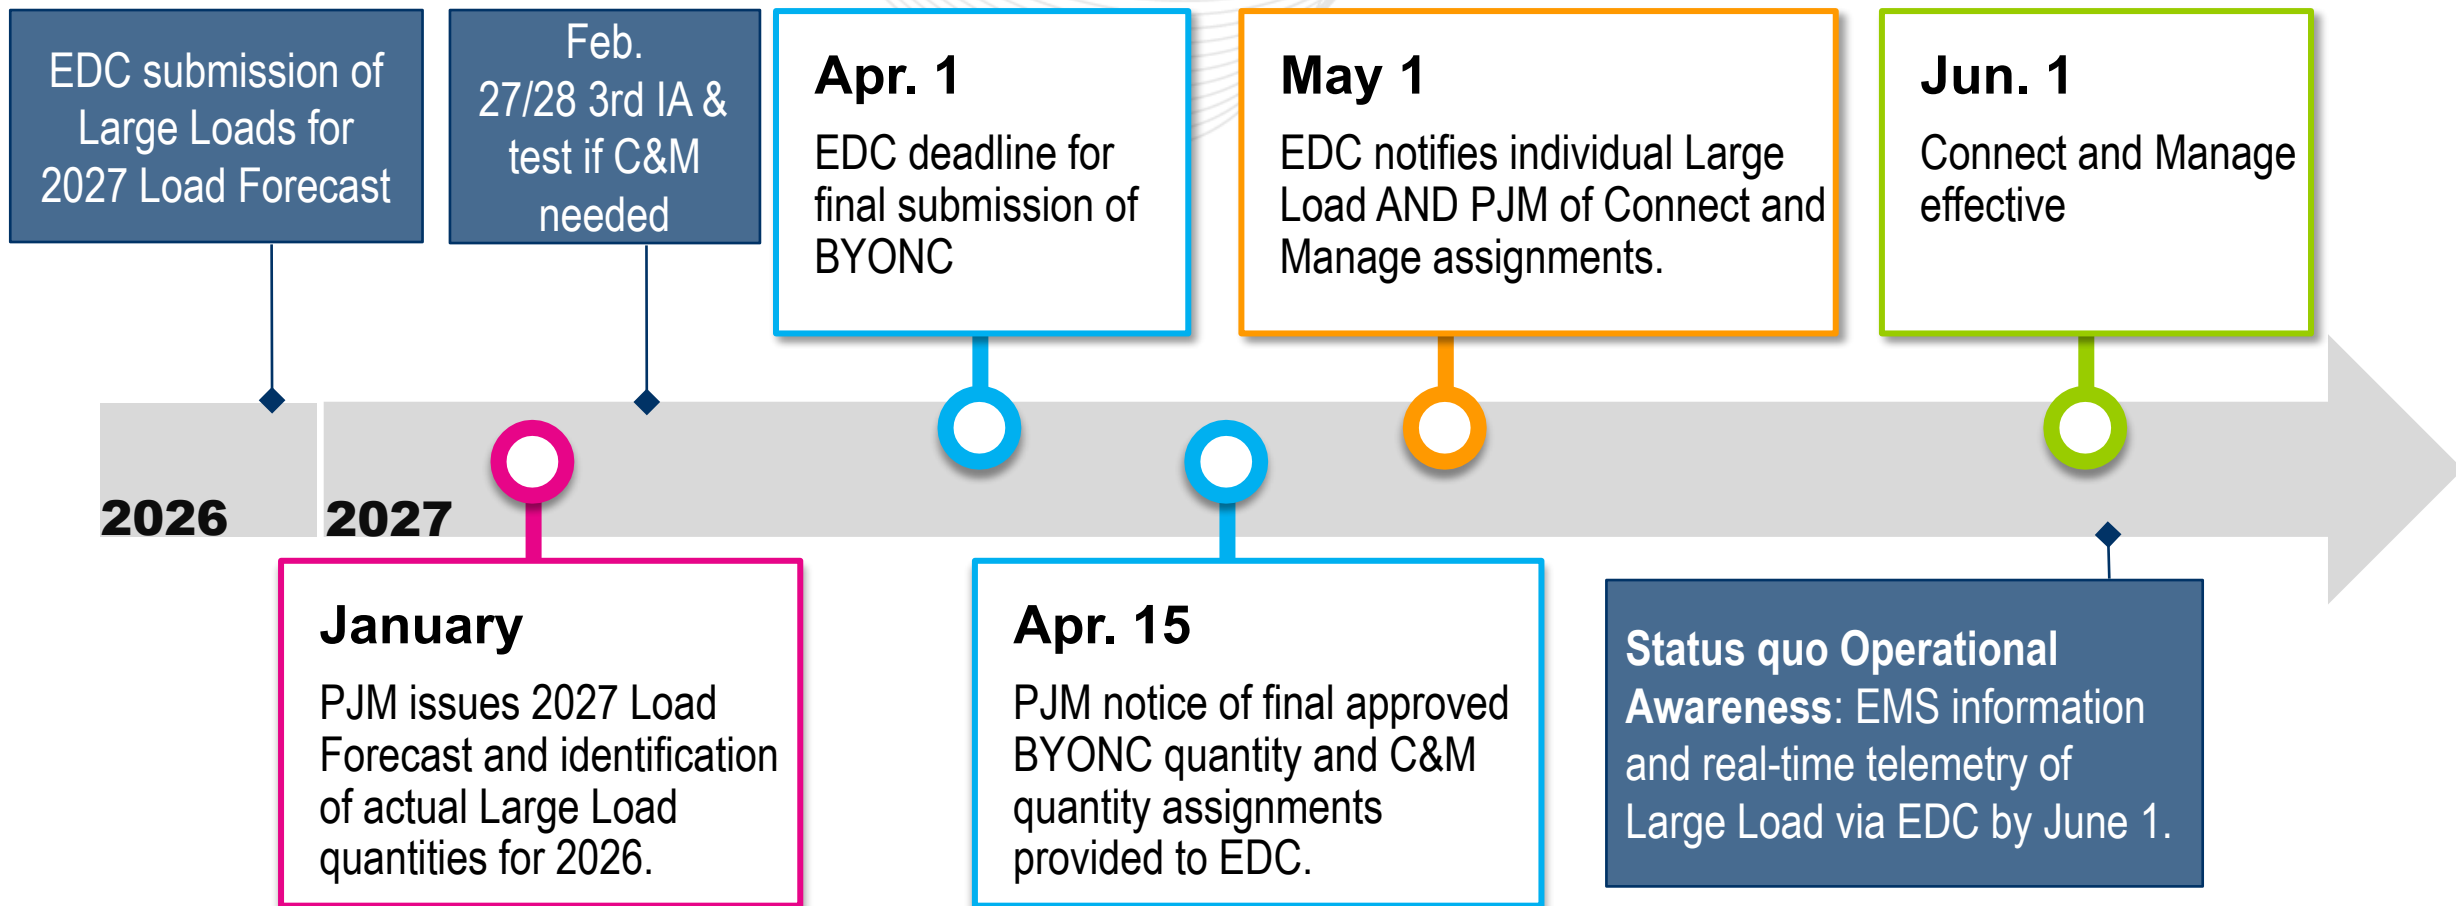 EDC submission of
Large Loads for
2027 Load Forecast
Feb.
27/28 3rd IA &
test if C&M
needed
Apr. 1
EDC deadline for
final submission of
BYONC
May 1
EDC notifies individual Large
Load AND PJM of Connect and
Manage assignments.
Jun. 1
Connect and Manage
effective
2026
2027
January
PJM issues 2027 Load
Forecast and identification
of actual Large Load
quantities for 2026.
Apr. 15
PJM notice of final approved
BYONC quantity and C&M
quantity assignments
provided to EDC.
Status quo Operational
Awareness: EMS information
and real-time telemetry of
Large Load via EDC by June 1.